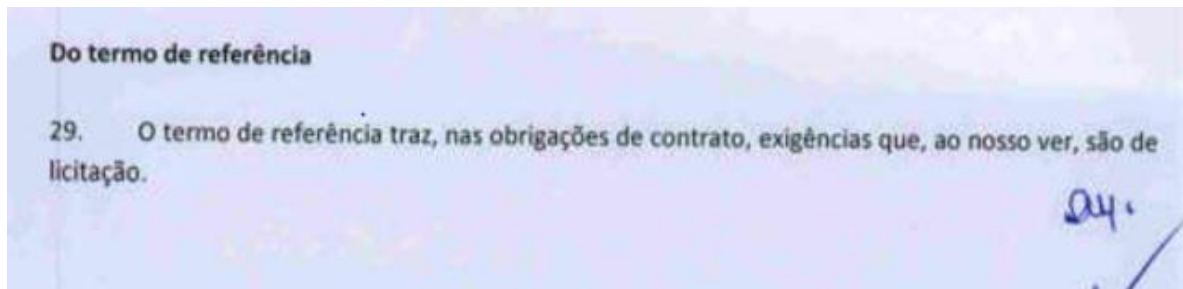 Do termo de referência
29. O termo de referência traz, nas obrigações de contrato, exigências que, ao nosso ver, são de
licitação.